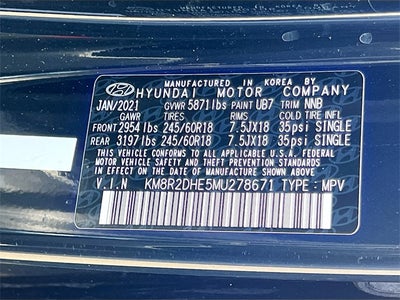 MANUFACTURED IN KOREA BY
HYUNDAI MOTOR COMPANY
JAN/2021 GVWR 5871 lbs PAINT UB7 TRIM NNB
GAWR TIRES RIMS COLD TIRE INFL
FRONT 2954 lbs 245/60R18 7.5JX18 35psi SINGLE
REAR 3197 lbs 245/60R18 7.5JX18 35psi SINGLE
THIS VEHICLE CONFORMS TO ALL APPLICABLE FEDERAL
MOTOR VEHICLE SAFETY AND THEFT PREVENTION STANDARDS
IN EFFECT ON THE DATE OF MANUFACTURE SHOWN ABOVE.
V.I.N KM8R2DHE5MU278671 TYPE : MPV